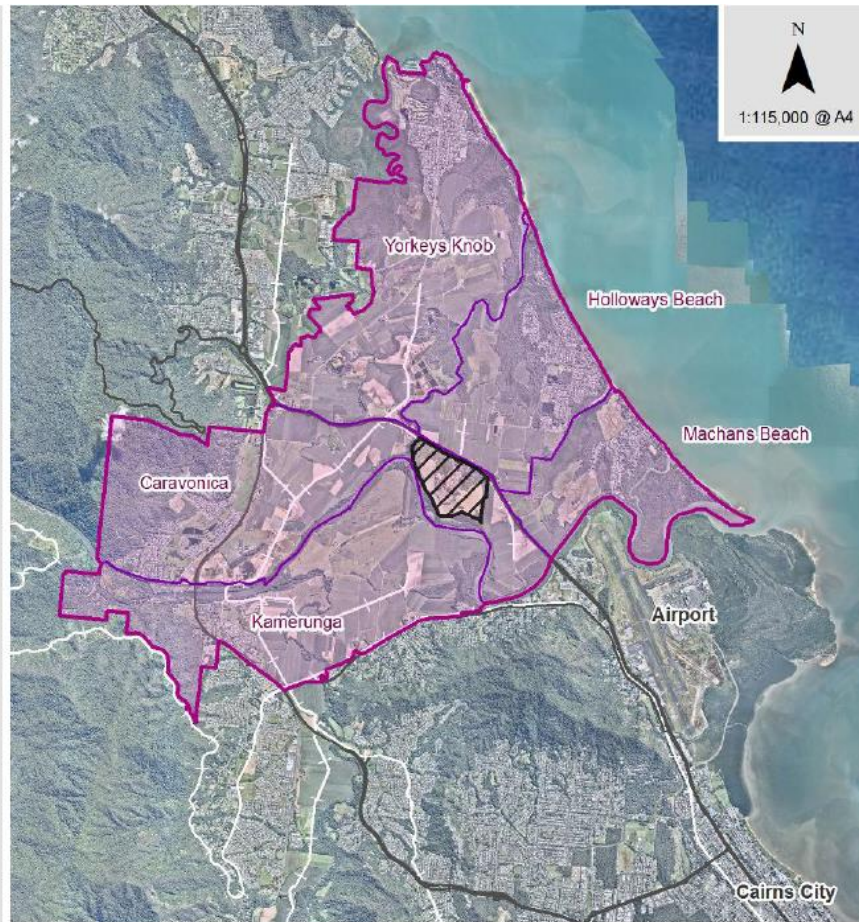 N
1:115,000 @ A4
Yorkeys Knob
Holloways Beach
Machans Beach
Caravonica
Kamerunga
Airport
Cairns City